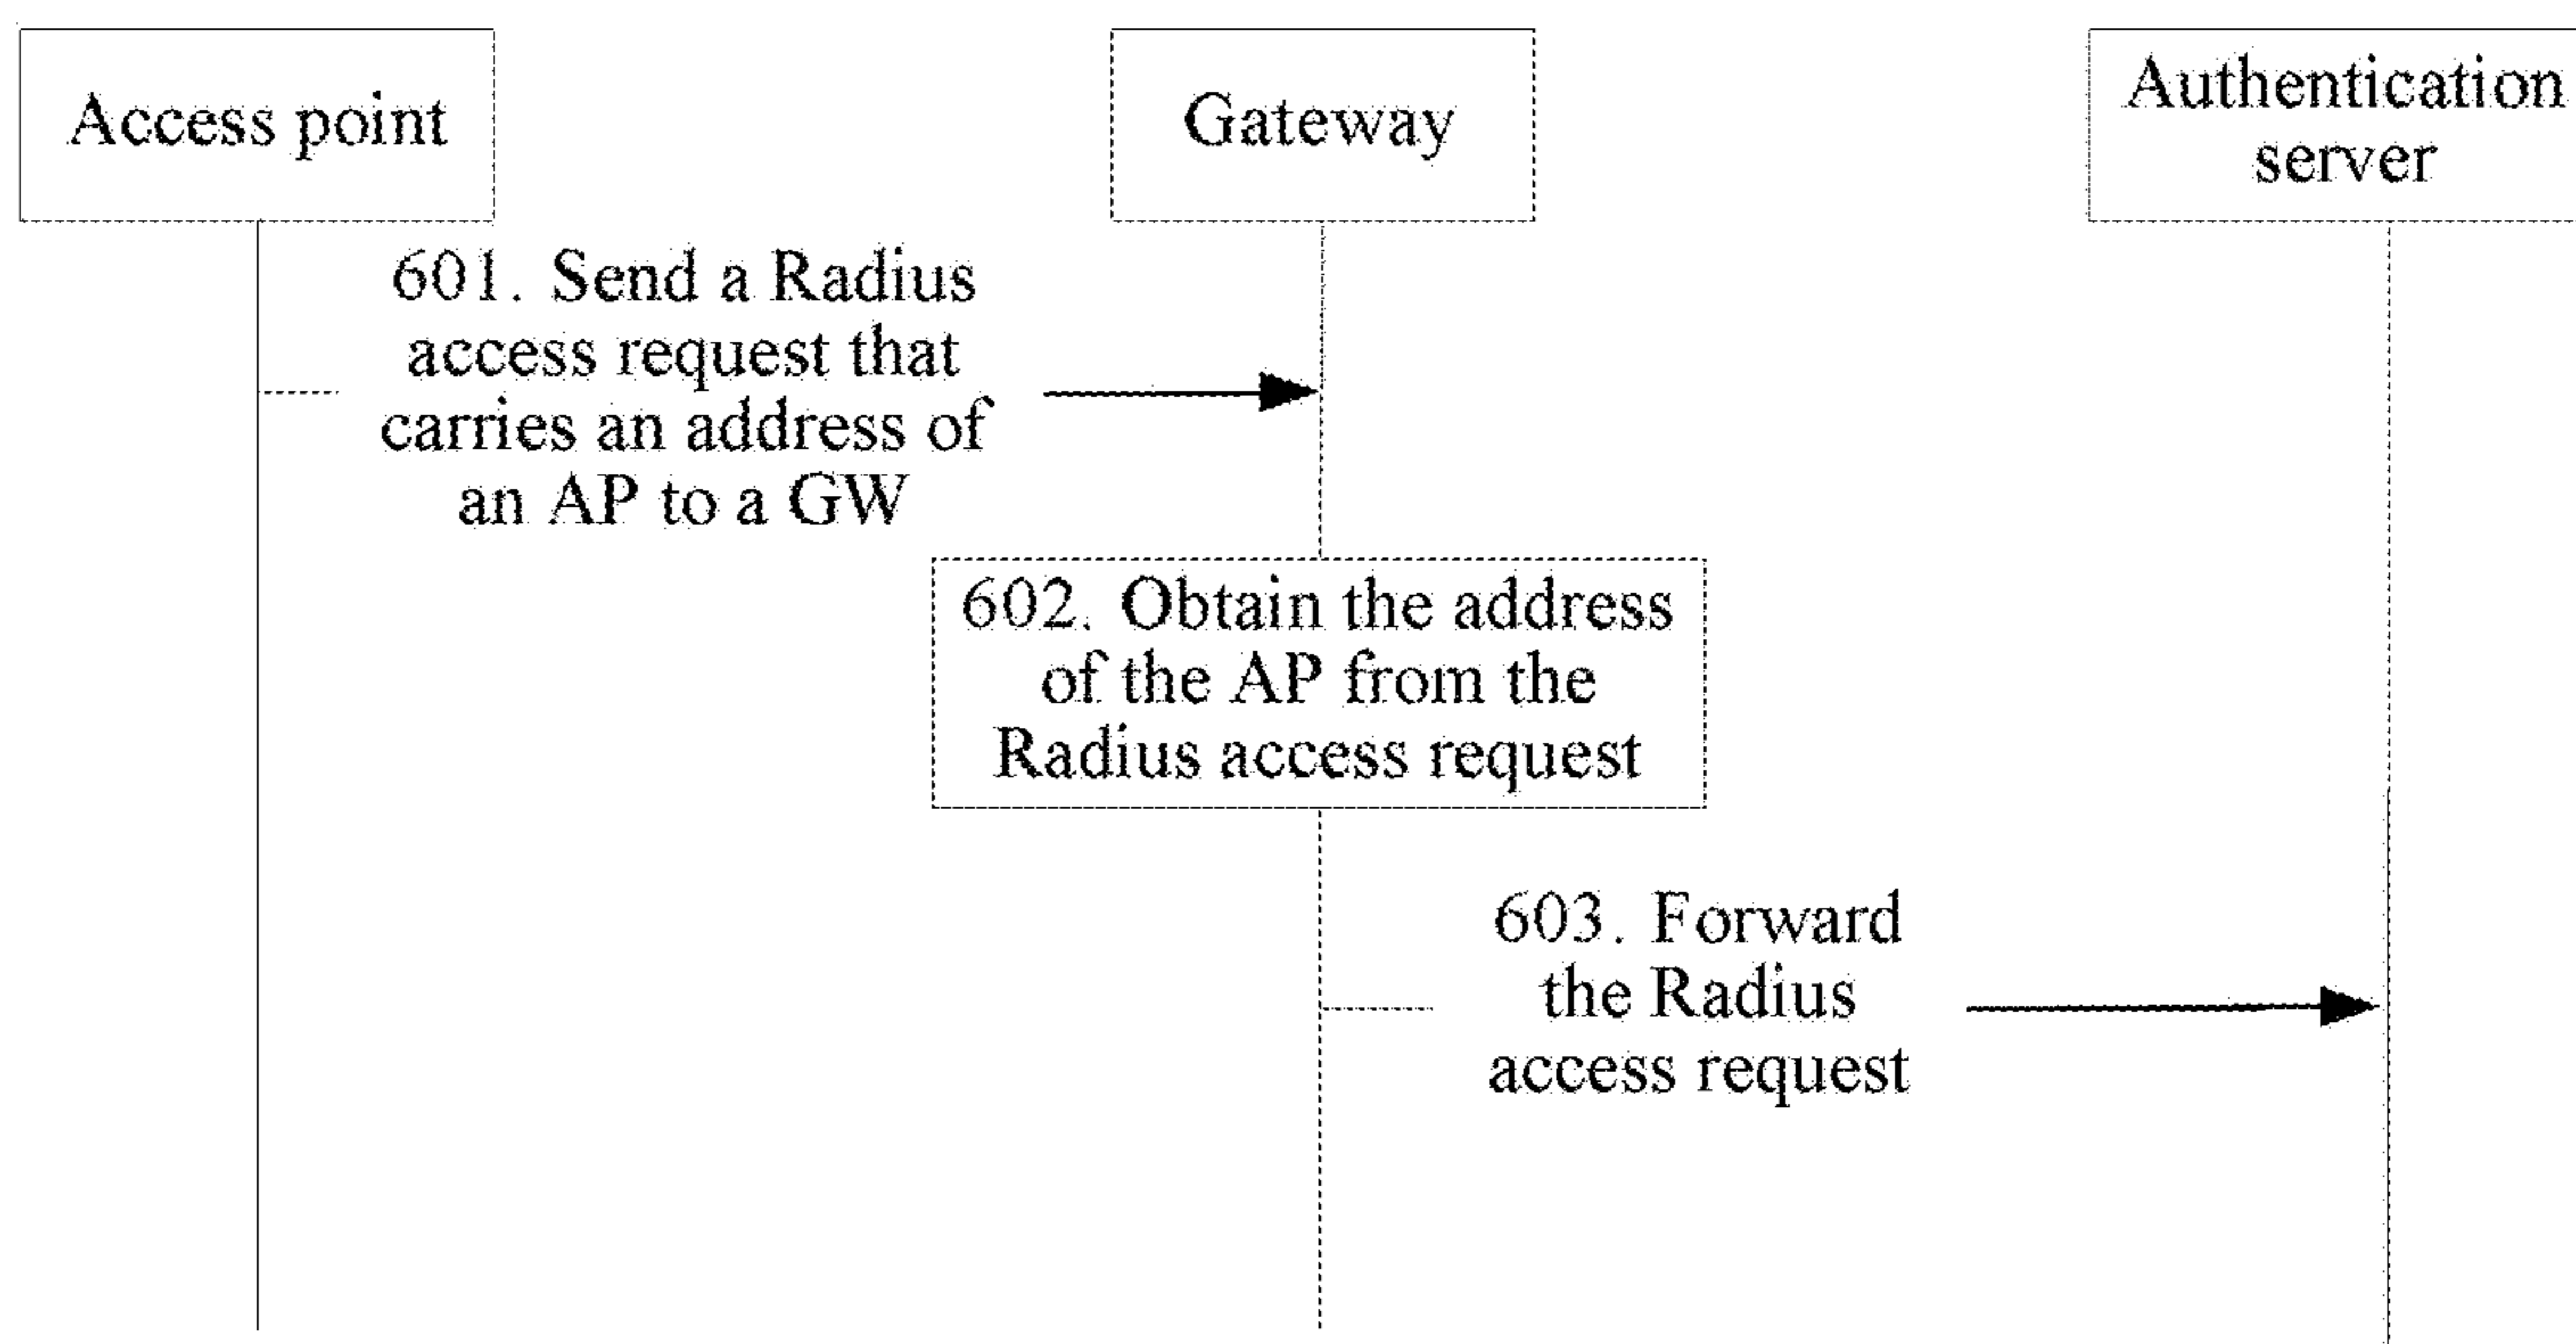 Access point
Gateway
Authentication
server
601. Send a Radius
access request that
carries an address of
an AP to a GW
602. Obtain the address
of the AP from the
Radius access request
603. Forward
the Radius
access request